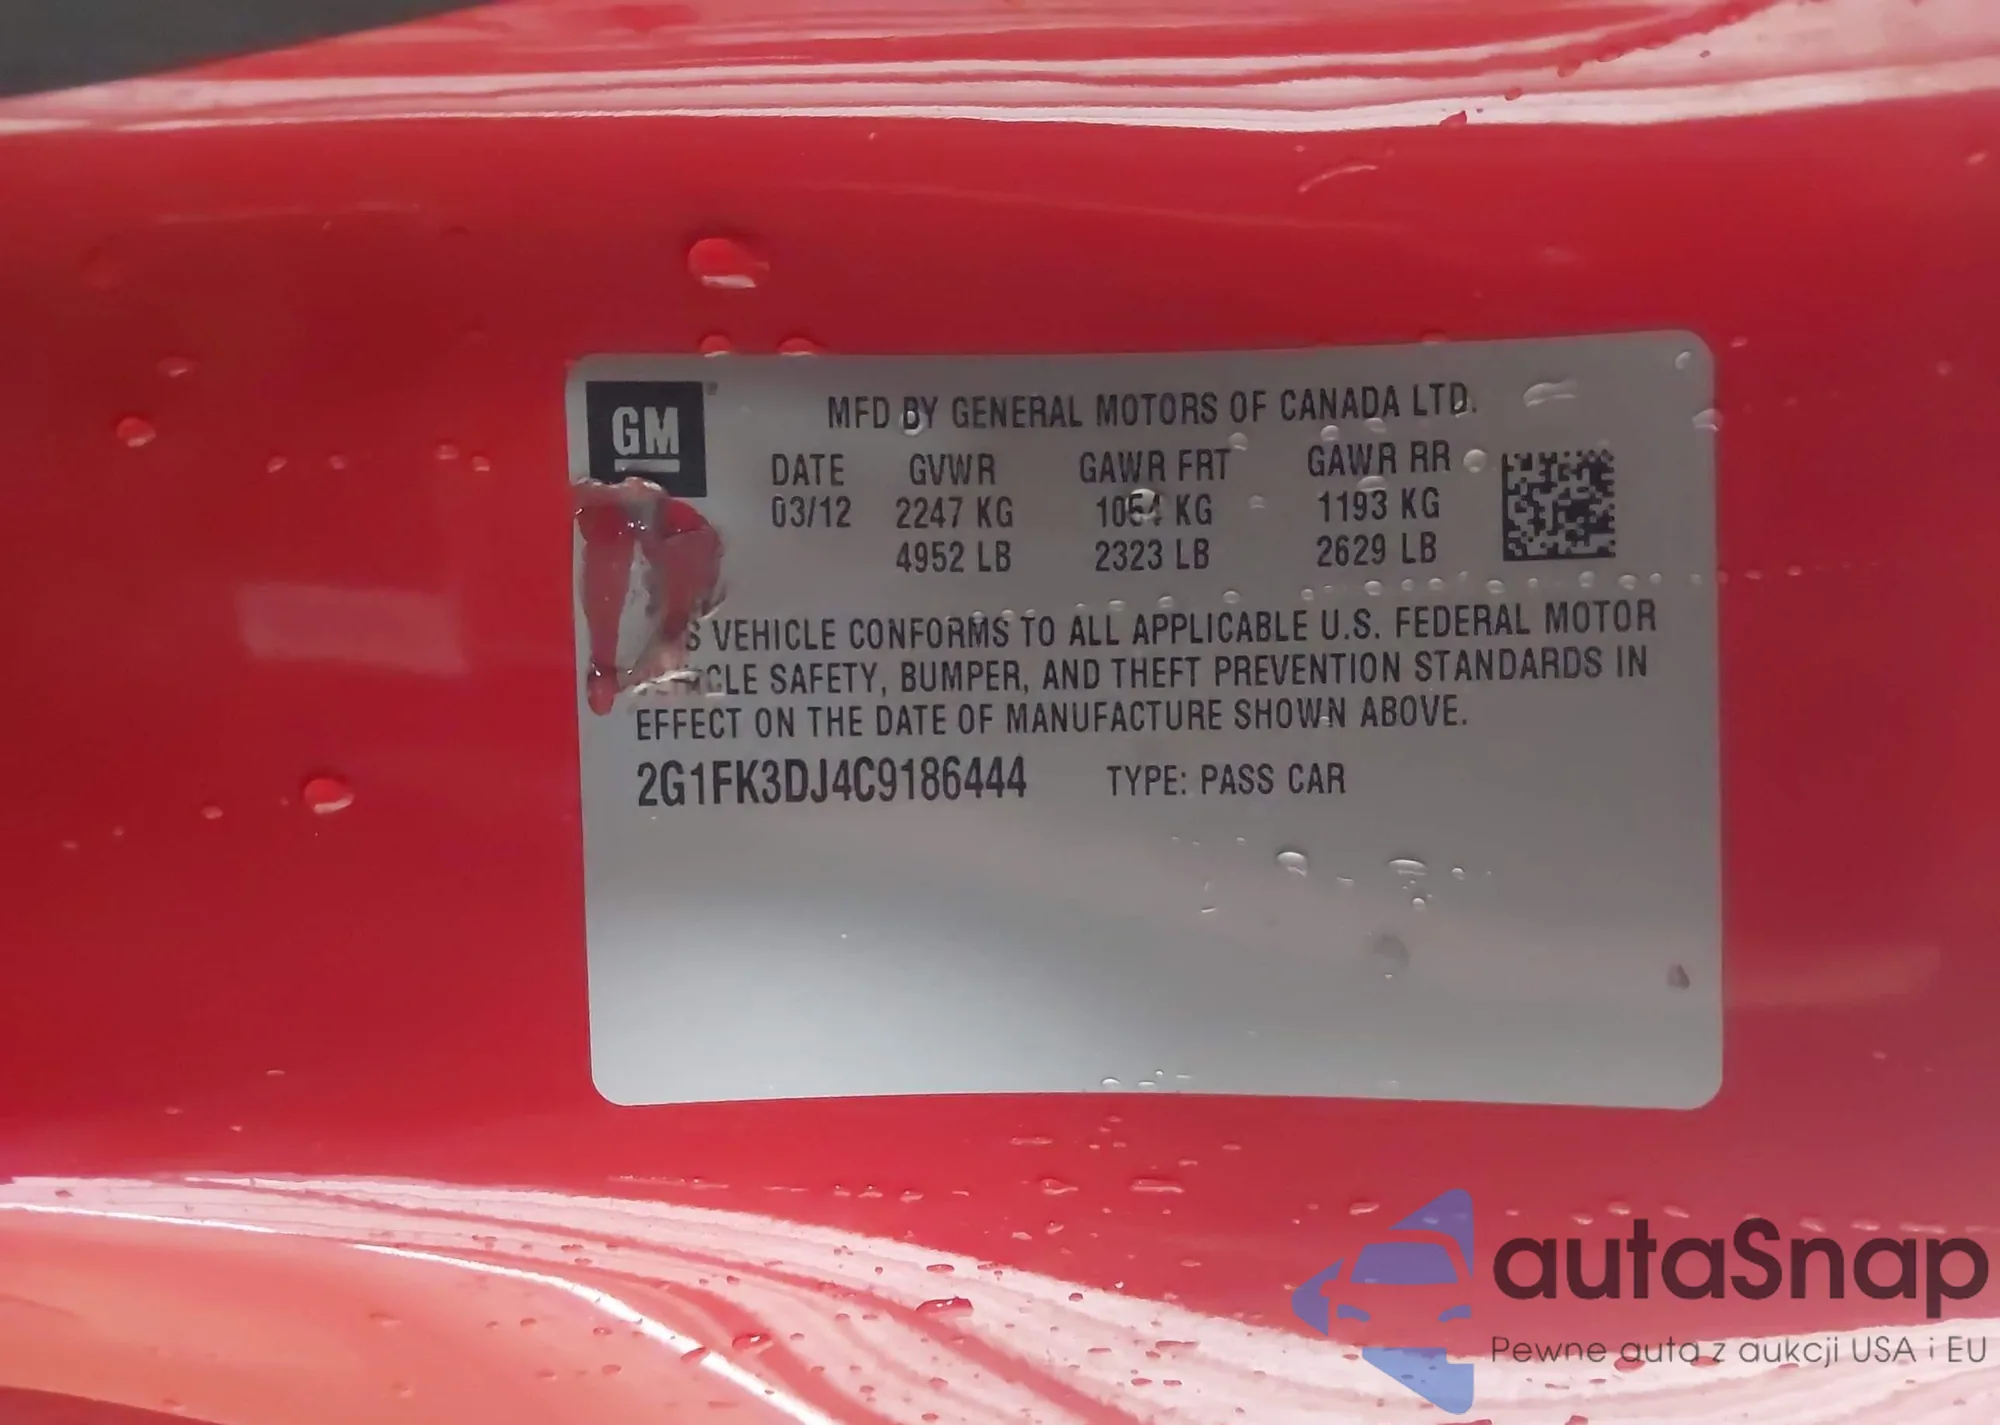 GM
MFD BY GENERAL MOTORS OF CANADA LTD.
DATE GVWR GAWR FRT GAWR RR
03/12 2247 KG 1054 KG 1193 KG
4952 LB 2323 LB 2629 LB
S VEHICLE CONFORMS TO ALL APPLICABLE U.S. FEDERAL MOTOR
CLE SAFETY, BUMPER, AND THEFT PREVENTION STANDARDS IN
EFFECT ON THE DATE OF MANUFACTURE SHOWN ABOVE.
2G1FK3DJ4C9186444 TYPE: PASS CAR
autaSnap
Pewne auta z aukcji USA i EU